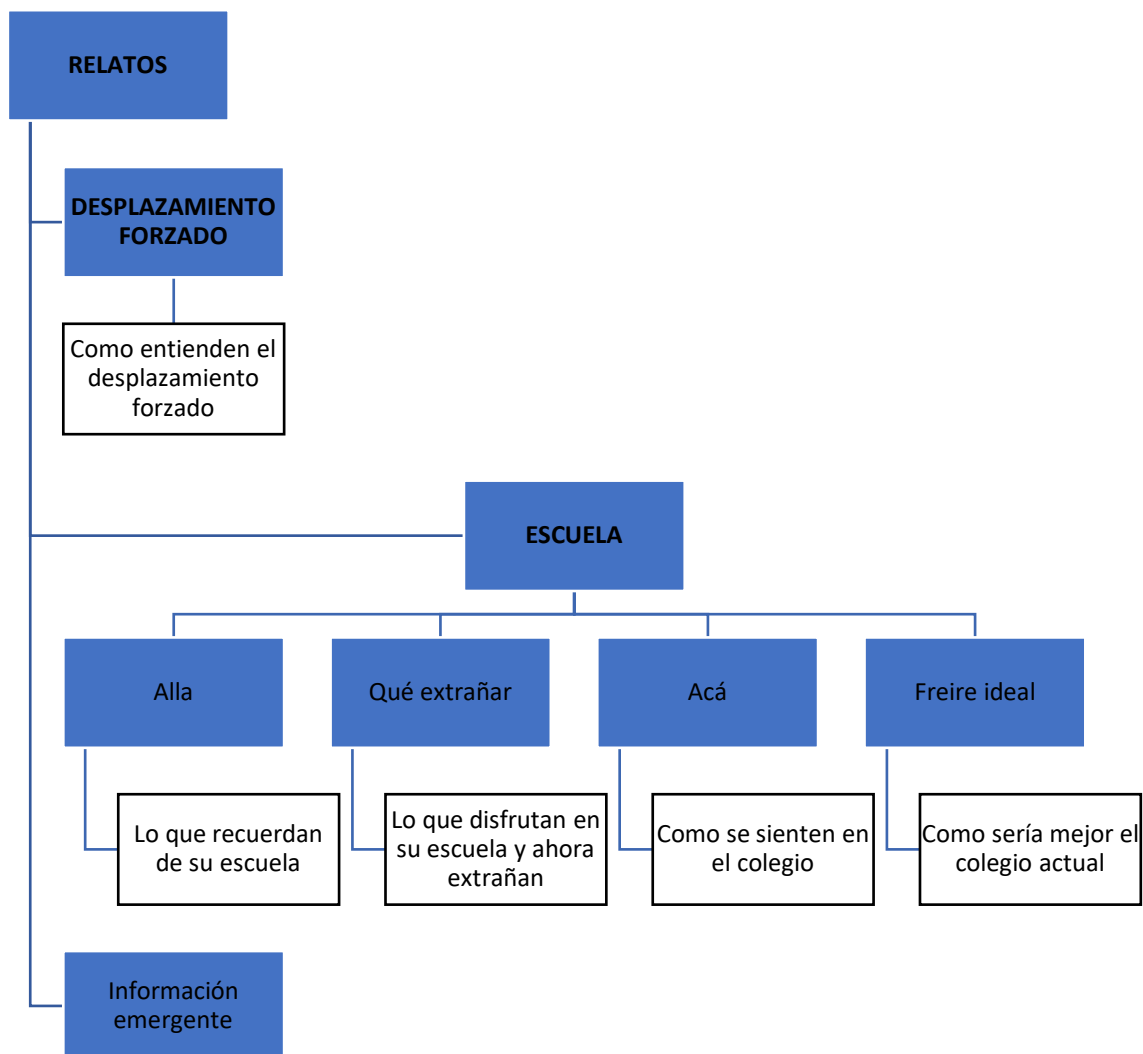 RELATOS
DESPLAZAMIENTO
FORZADO
Como entienden el
desplazamiento
forzado
ESCUELA
Alla
Qué extrañar
Acá
Freire ideal
Lo que recuerdan
de su escuela
Lo que disfrutan en
su escuela y ahora
extrañan
Como se sienten en
el colegio
Como sería mejor el
colegio actual
Información
emergente